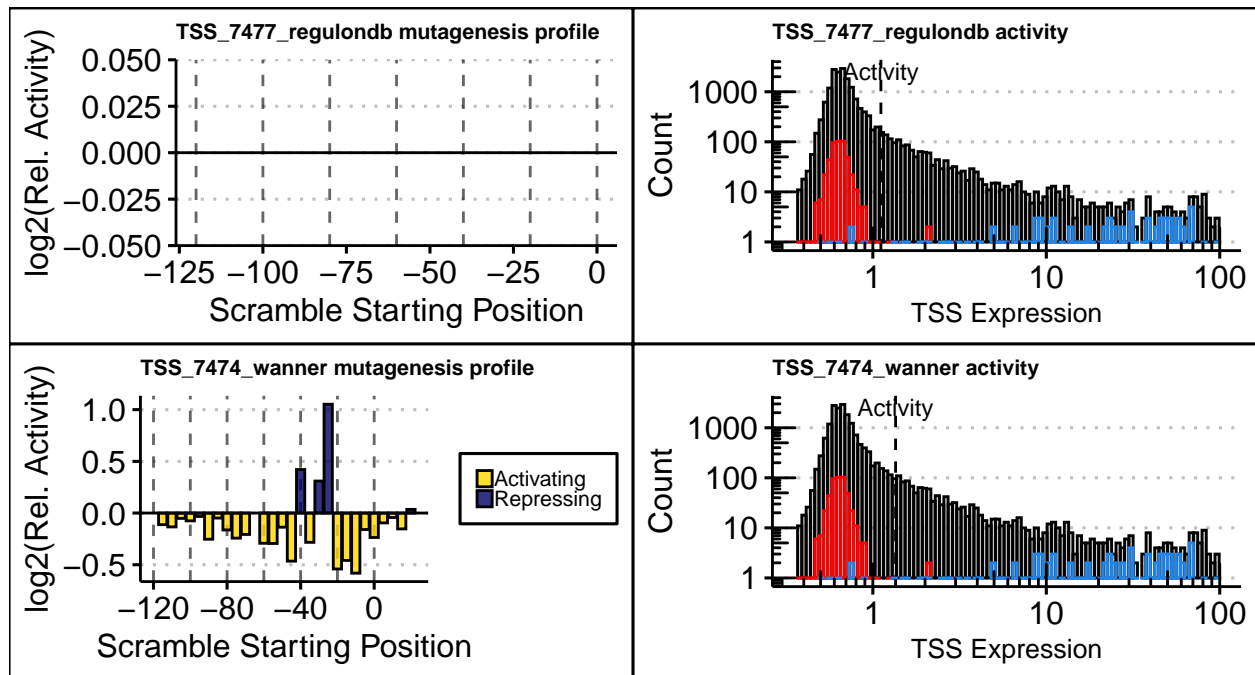 TSS_7477_regulondb mutagenesis profile
log2(Rel. Activity)
0.050
0.025
0.000
−0.025
−0.050
−125
−100
−75
−50
−25
0
Scramble Starting Position
TSS_7477_regulondb activity
Activity
Count
1000
100
10
1
1
10
100
TSS Expression
TSS_7474_wanner mutagenesis profile
log2(Rel. Activity)
1.0
0.5
0.0
−0.5
−120
−80
−40
0
Scramble Starting Position
Activating
Repressing
TSS_7474_wanner activity
Activity
Count
1000
100
10
1
1
10
100
TSS Expression